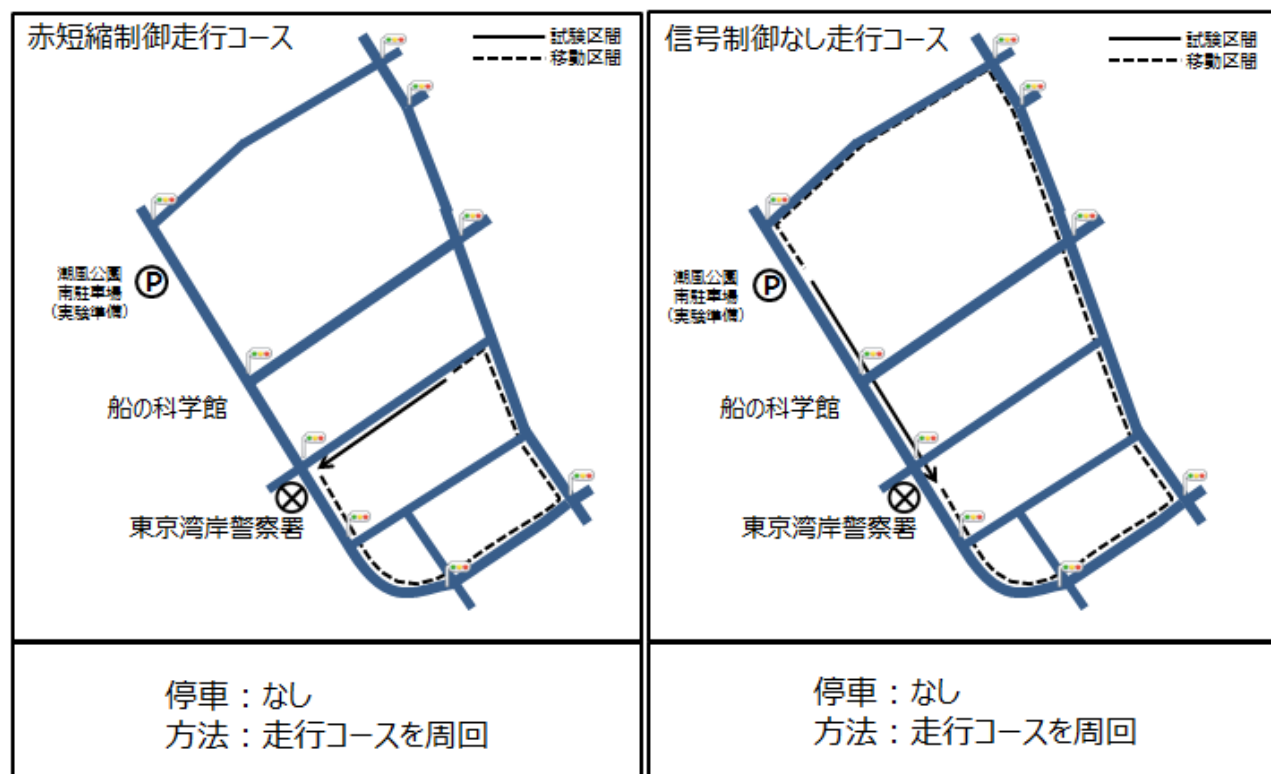 赤短縮制御走行コース
試験区間
移動区間
潮風公園
南駐車場
(実験準備)
P
船の科学館
東京湾岸警察署
停車：なし
方法：走行コースを周回
信号制御なし走行コース
試験区間
移動区間
潮風公園
南駐車場
(実験準備)
P
船の科学館
東京湾岸警察署
停車：なし
方法：走行コースを周回